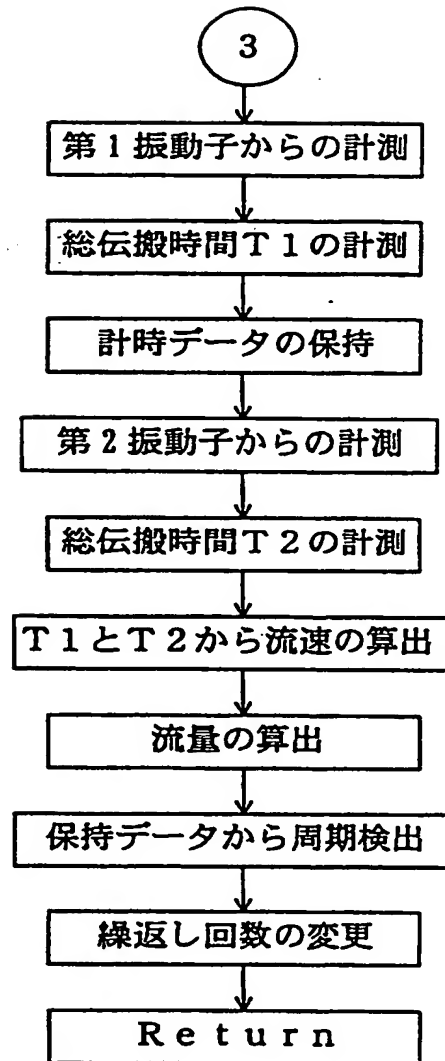 3
第1振動子からの計測
総伝搬時間T1の計測
計時データの保持
第2振動子からの計測
総伝搬時間T2の計測
T1とT2から流速の算出
流量の算出
保持データから周期検出
繰返し回数の変更
Return